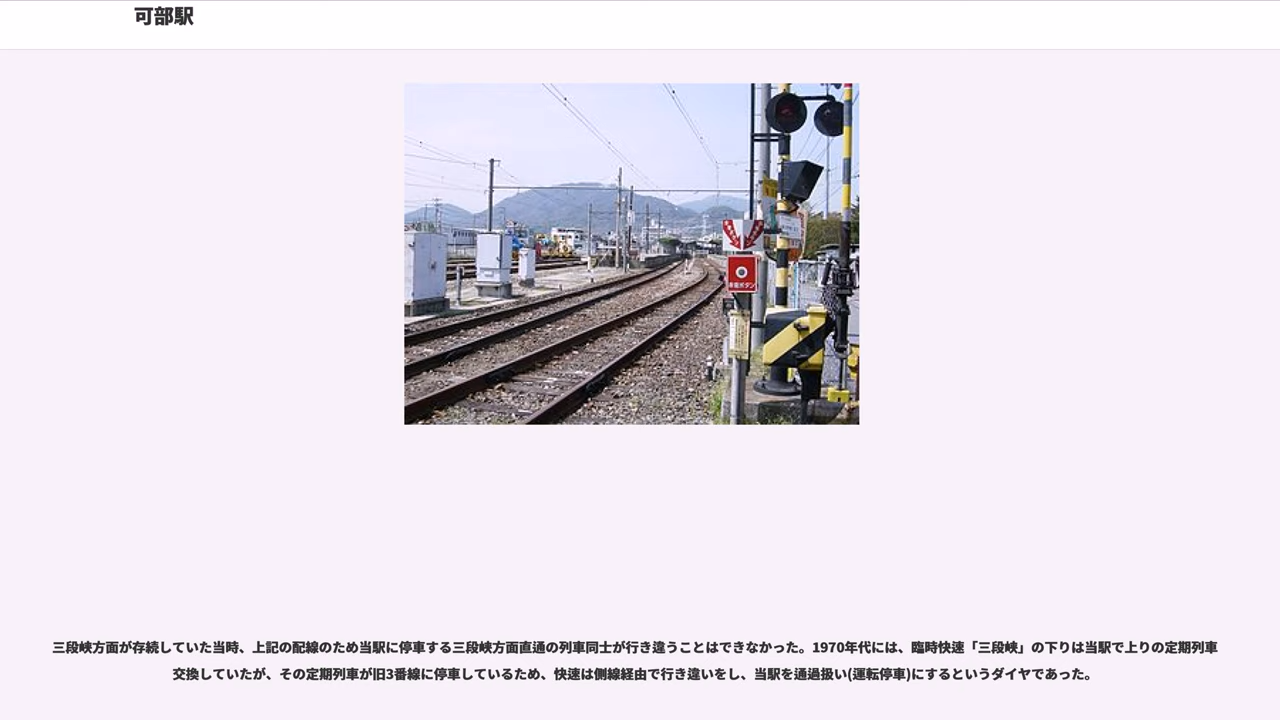 可部駅
非常ボタン
三段峡方面が存続していた当時、上記の配線のため当駅に停車する三段峡方面直通の列車同士が行き違うことはできなかった。1970年代には、臨時快速「三段峡」の下りは当駅で上りの定期列車
交換していたが、その定期列車が旧3番線に停車しているため、快速は側線経由で行き違いをし、当駅を通過扱い(運転停車)にするというダイヤであった。